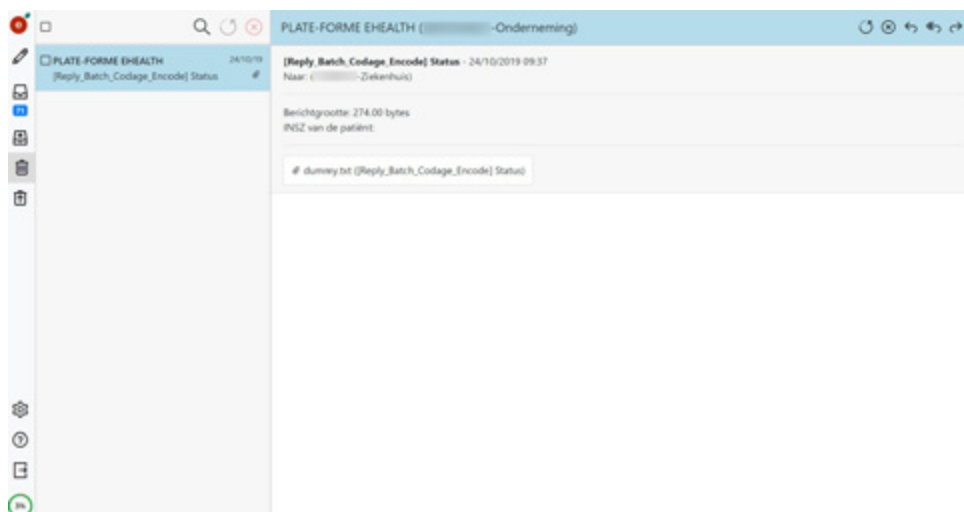 PLATE-FORME EHEALTH
24/10/19
[Reply_Batch_Codage_Encode] Status
71
3%
PLATE-FORME EHEALTH ( -Onderneming)
[Reply_Batch_Codage_Encode] Status - 24/10/2019 09:37
Naar: ( -Ziekenhuis)
Berichtgrootte: 274.00 bytes
INSZ van de patiënt:
dummy.txt ([Reply_Batch_Codage_Encode] Status)